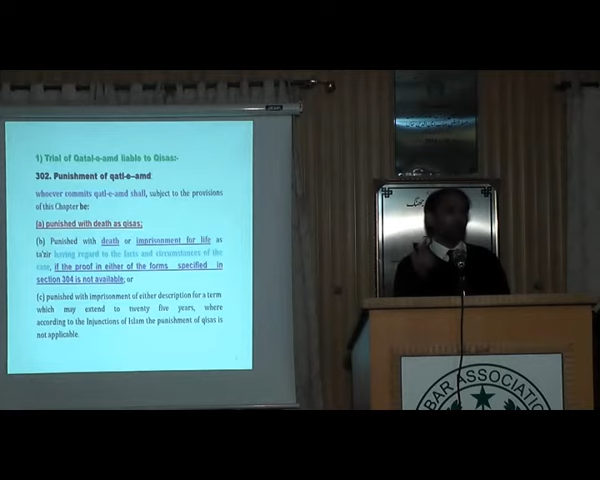 1) Trial of Qatal-e-amd liable to Qisas:-
302. Punishment of qatl-e–amd:
whoever commits qatl-e-amd shall, subject to the provisions
of this Chapter be:
(a) punished with death as qisas;
(b) Punished with death or imprisonment for life as
ta'zir having regard to the facts and circumstances of the
case, if the proof in either of the forms specified in
section 304 is not available; or
(c) punished with imprisonment of either description for a term
which may extend to twenty five years, where
according to the Injunctions of Islam the punishment of qisas is
not applicable.
BAR ASSOCIATION